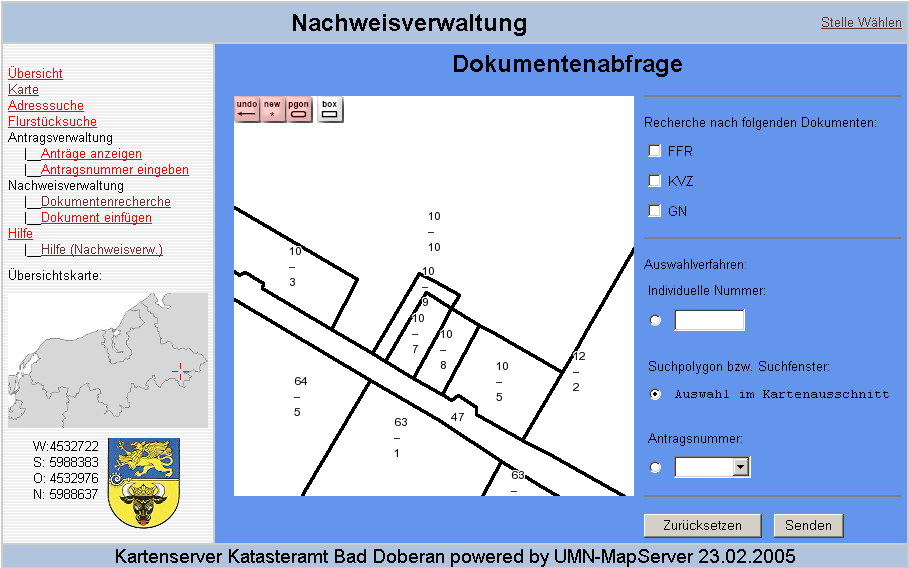 Nachweisverwaltung
Stelle Wählen
Übersicht
Karte
Adresssuche
Flurstücksuche
Antragsverwaltung
|__Anträge anzeigen
|__Antragsnummer eingeben
Nachweisverwaltung
|__Dokumentenrecherche
|__Dokument einfügen
Hilfe
|__Hilfe (Nachweisverw.)
Übersichtskarte:
W:4532722
S: 5988383
O: 4532976
N: 5988637
Dokumentenabfrage
undo new pgon box
10
–
10
10
–
3
10
–
9
10
–
7
10
–
8
10
–
5
12
–
2
64
–
5
63
–
1
47
63
–
Recherche nach folgenden Dokumenten:
FFR
KVZ
GN
Auswahlverfahren:
Individuelle Nummer:
Suchpolygon bzw. Suchfenster:
Auswahl im Kartenausschnitt
Antragsnummer:
Zurücksetzen Senden
Kartenserver Katasteramt Bad Doberan powered by UMN-MapServer 23.02.2005